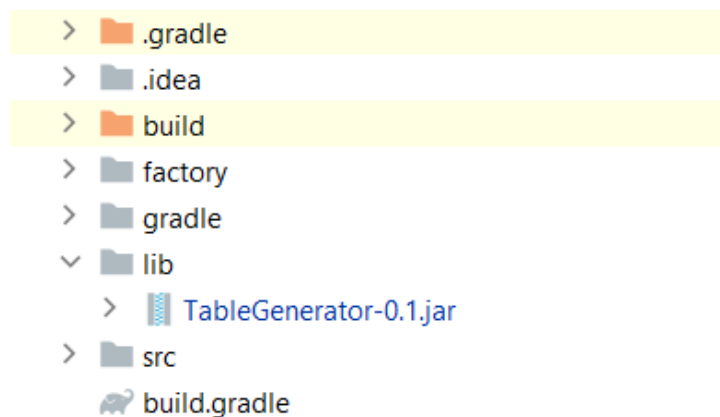 .gradle
.idea
build
factory
gradle
lib
TableGenerator-0.1.jar
src
build.gradle